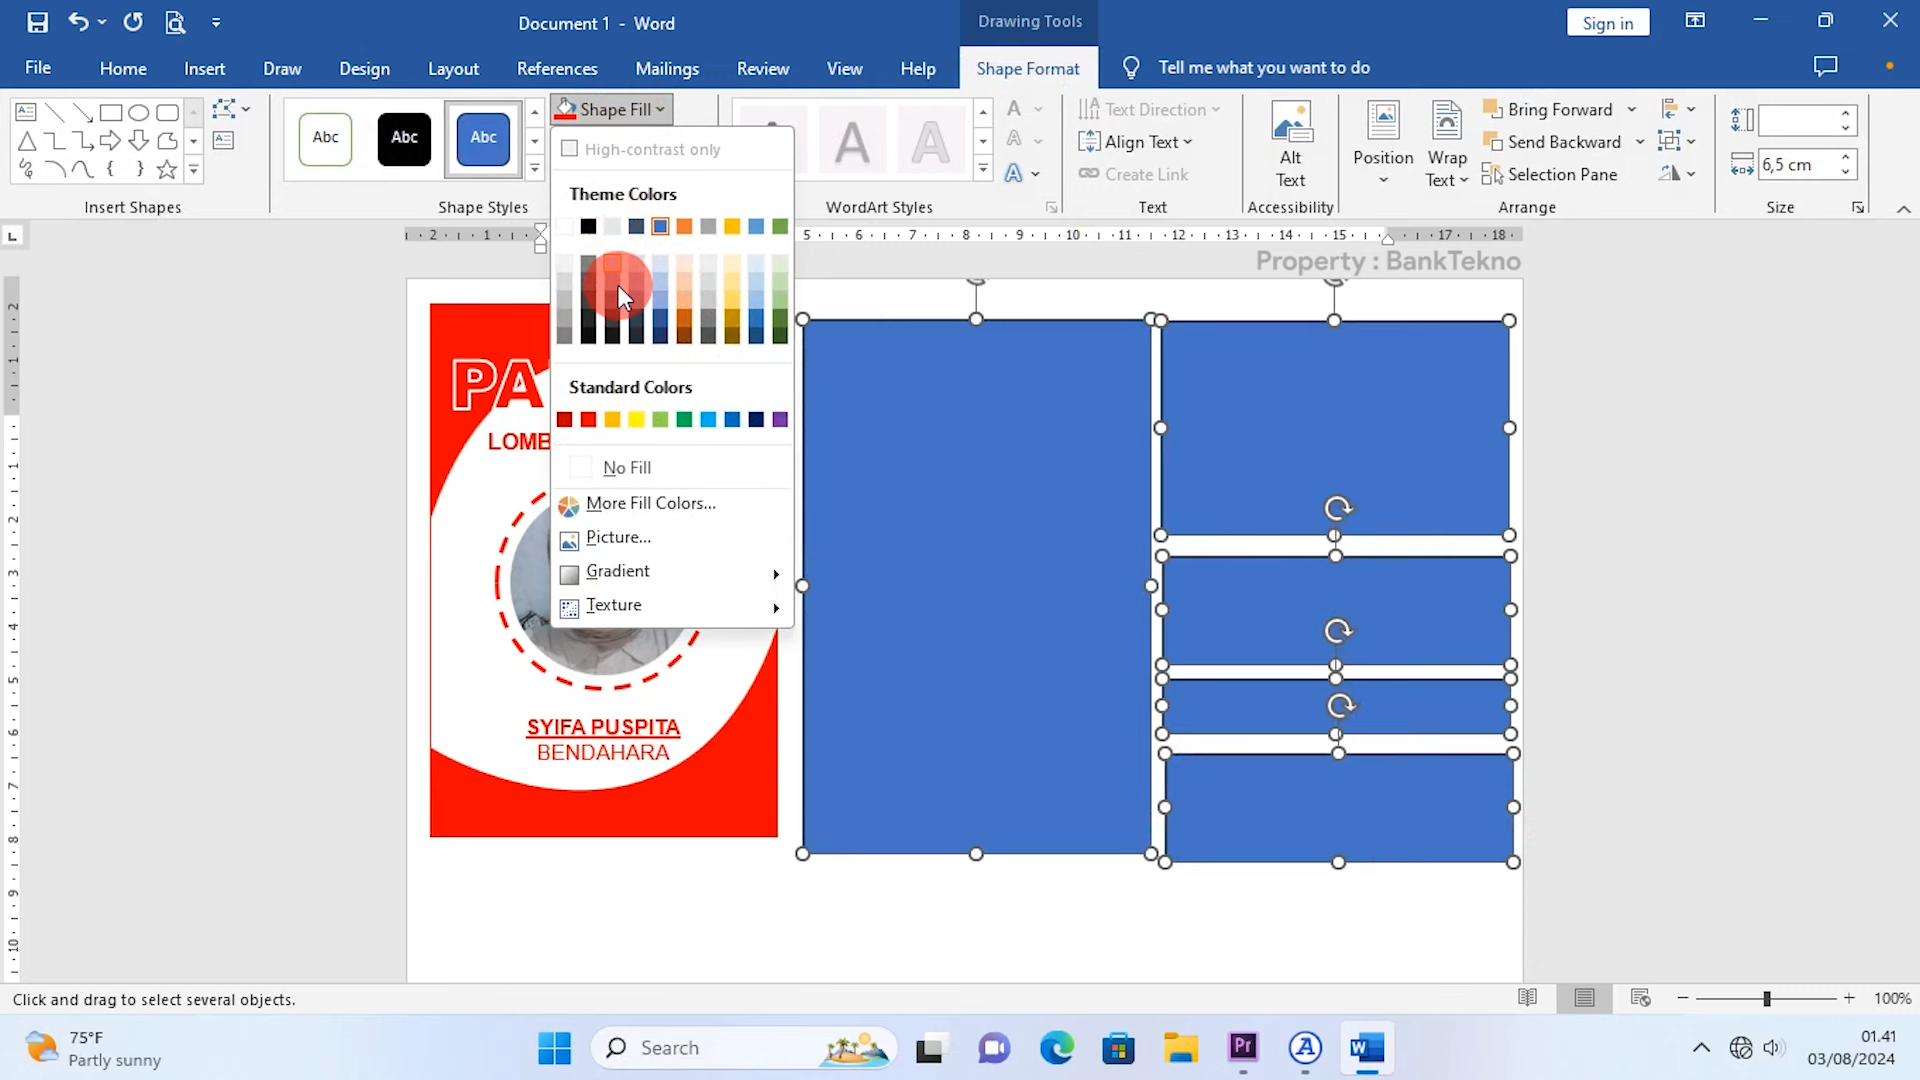 Document 1 - Word
Drawing Tools
Sign in
File
Home
Insert
Draw
Design
Layout
References
Mailings
Review
View
Help
Shape Format
Tell me what you want to do
Abc
Abc
Abc
Shape Fill
Text Direction
Align Text
Create Link
Alt
Text
Position
Wrap
Text
Bring Forward
Send Backward
Selection Pane
6,5 cm
Insert Shapes
Shape Styles
WordArt Styles
Text
Accessibility
Arrange
Size
High-contrast only
Theme Colors
Standard Colors
No Fill
More Fill Colors...
Picture...
Gradient
Texture
Property : BankTekno
PA
LOMB
SYIFA PUSPITA
BENDAHARA
Click and drag to select several objects.
100%
75°F
Partly sunny
Search
01.41
03/08/2024